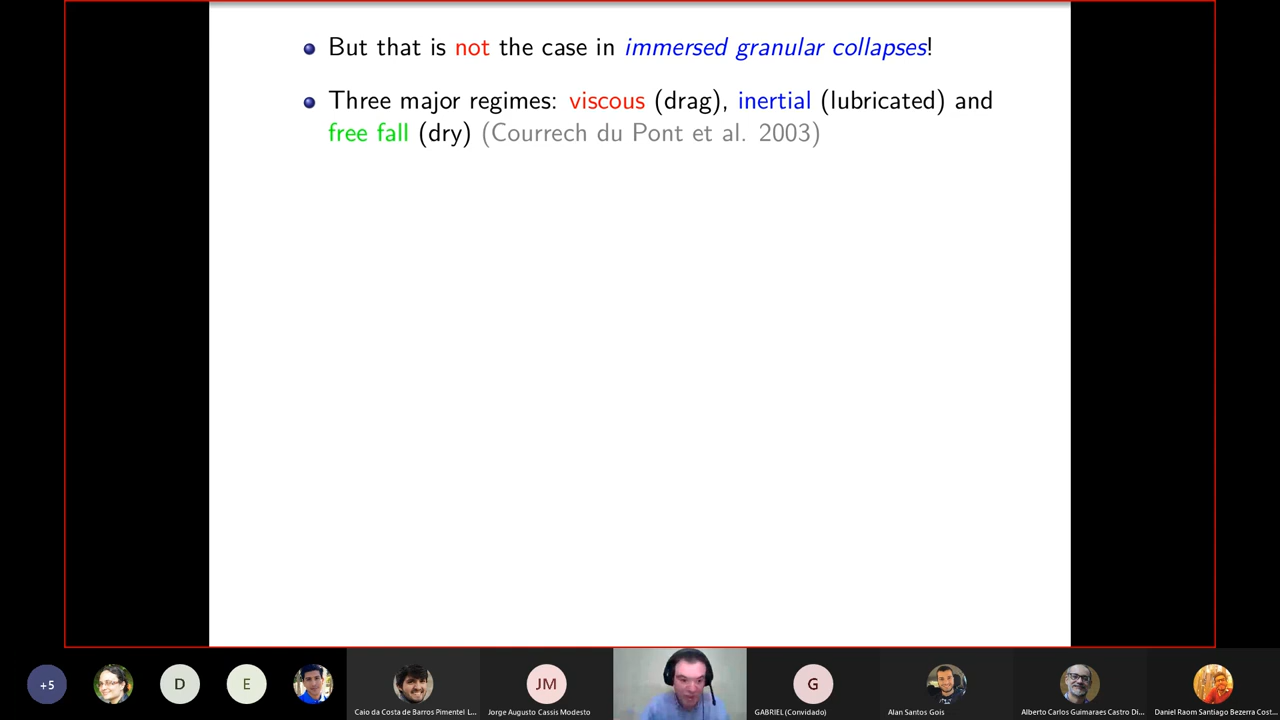 But that is not the case in immersed granular collapses!
Three major regimes: viscous (drag), inertial (lubricated) and
free fall (dry) (Courrech du Pont et al. 2003)
+5
D
E
JM
G
Caio da Costa de Barros Pimentel L...
Jorge Augusto Cassis Modesto
GABRIEL (Convidado)
Alan Santos Gois
Alberto Carlos Guimaraes Castro Di...
Daniel Raom Santiago Bezerra Cost...